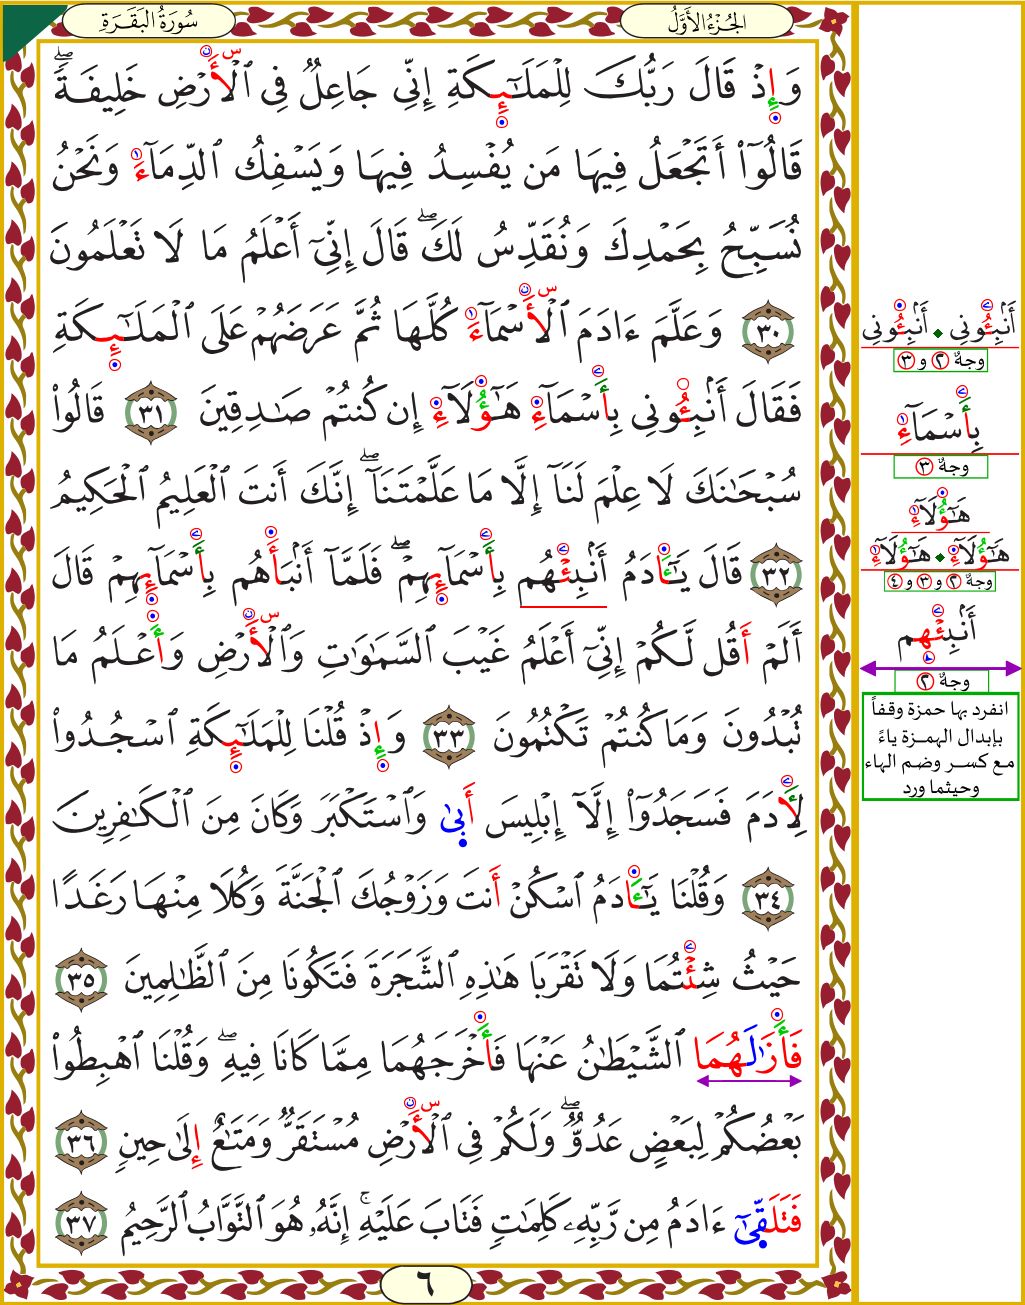 الجُزْءُ الأَوَّلُ
سُورَةُ البَقَرَةِ
وَإِذْ قَالَ رَبُّكَ لِلْمَلَٰٓئِكَةِ إِنِّي جَاعِلٌ فِي ٱلْأَرْضِ خَلِيفَةً ۖ
قَالُوٓاْ أَتَجْعَلُ فِيهَا مَن يُفْسِدُ فِيهَا وَيَسْفِكُ ٱلدِّمَآءَ وَنَحْنُ
نُسَبِّحُ بِحَمْدِكَ وَنُقَدِّسُ لَكَ ۖ قَالَ إِنِّيٓ أَعْلَمُ مَا لَا تَعْلَمُونَ
٣٠ وَعَلَّمَ ءَادَمَ ٱلْأَسْمَآءَ كُلَّهَا ثُمَّ عَرَضَهُمْ عَلَى ٱلْمَلَٰٓئِكَةِ
فَقَالَ أَنۢبِـُٔونِي بِأَسْمَآءِ هَٰٓؤُلَآءِ إِن كُنتُمْ صَٰدِقِينَ ٣١ قَالُواْ
سُبْحَٰنَكَ لَا عِلْمَ لَنَآ إِلَّا مَا عَلَّمْتَنَآ ۖ إِنَّكَ أَنتَ ٱلْعَلِيمُ ٱلْحَكِيمُ
٣٢ قَالَ يَٰٓـَٔادَمُ أَنۢبِئْهُم بِأَسْمَآئِهِمْ ۖ فَلَمَّآ أَنۢبَأَهُم بِأَسْمَآئِهِمْ قَالَ
أَلَمْ أَقُل لَّكُمْ إِنِّيٓ أَعْلَمُ غَيْبَ ٱلسَّمَٰوَٰتِ وَٱلْأَرْضِ وَأَعْلَمُ مَا
تُبْدُونَ وَمَا كُنتُمْ تَكْتُمُونَ ٣٣ وَإِذْ قُلْنَا لِلْمَلَٰٓئِكَةِ ٱسْجُدُواْ
لِأٓدَمَ فَسَجَدُوٓاْ إِلَّآ إِبْلِيسَ أَبَىٰ وَٱسْتَكْبَرَ وَكَانَ مِنَ ٱلْكَٰفِرِينَ
٣٤ وَقُلْنَا يَٰٓـَٔادَمُ ٱسْكُنْ أَنتَ وَزَوْجُكَ ٱلْجَنَّةَ وَكُلَا مِنْهَا رَغَدًا
حَيْثُ شِئْتُمَا وَلَا تَقْرَبَا هَٰذِهِ ٱلشَّجَرَةَ فَتَكُونَا مِنَ ٱلظَّٰلِمِينَ ٣٥
فَأَزَٰلَهُمَا ٱلشَّيْطَٰنُ عَنْهَا فَأَخْرَجَهُمَا مِمَّا كَانَا فِيهِ ۖ وَقُلْنَا ٱهْبِطُواْ
بَعْضُكُمْ لِبَعْضٍ عَدُوٌّ ۖ وَلَكُمْ فِي ٱلْأَرْضِ مُسْتَقَرٌّ وَمَتَٰعٌ إِلَىٰ حِينٍ ٣٦
فَتَلَقَّىٰٓ ءَادَمُ مِن رَّبِّهِۦ كَلِمَٰتٍ فَتَابَ عَلَيْهِ ۚ إِنَّهُۥ هُوَ ٱلتَّوَّابُ ٱلرَّحِيمُ ٣٧
٦
أَنۢبِـُٔونِي ◆ أَنۢبِـُٔونِي
وجهٌ ٢ و ٣
بِأَسْمَآءِ
وجهٌ ٣
هَٰٓؤُلَآءِ
هَٰٓؤُلَآءِ ◆ هَٰٓؤُلَآءِ
وجهٌ ٢ و ٣ و ٤
أَنۢبِئْهِم
وجهٌ ٢
انفرد بها حمزة وقفاً
بإبدال الهمزة ياءً
مع كسر وضم الهاء
وحيثما ورد